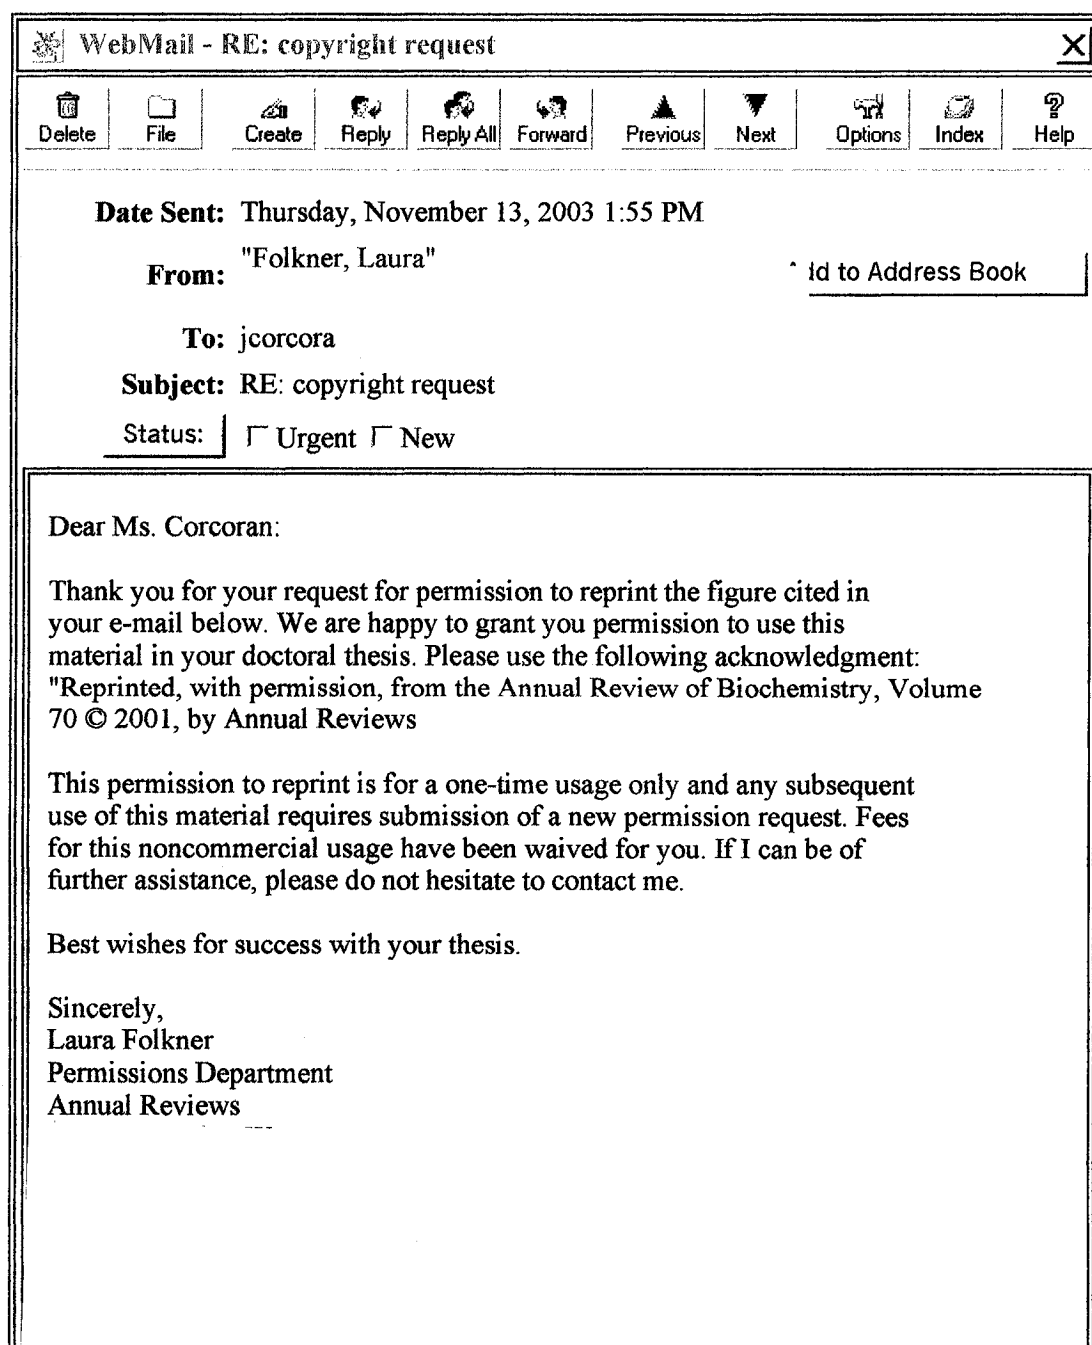 WebMail - RE: copyright request
Delete File Create Reply Reply All Forward Previous Next Options Index Help
Date Sent: Thursday, November 13, 2003 1:55 PM
From: "Folkner, Laura"
ld to Address Book
To: jcorcora
Subject: RE: copyright request
Status: Urgent New
Dear Ms. Corcoran:
Thank you for your request for permission to reprint the figure cited in
your e-mail below. We are happy to grant you permission to use this
material in your doctoral thesis. Please use the following acknowledgment:
"Reprinted, with permission, from the Annual Review of Biochemistry, Volume
70 © 2001, by Annual Reviews
This permission to reprint is for a one-time usage only and any subsequent
use of this material requires submission of a new permission request. Fees
for this noncommercial usage have been waived for you. If I can be of
further assistance, please do not hesitate to contact me.
Best wishes for success with your thesis.
Sincerely,
Laura Folkner
Permissions Department
Annual Reviews